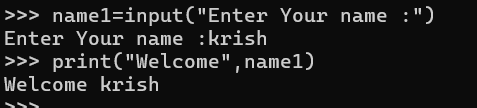 >>> name1=input("Enter Your name :")
Enter Your name :krish
>>> print("Welcome",name1)
Welcome krish
>>>